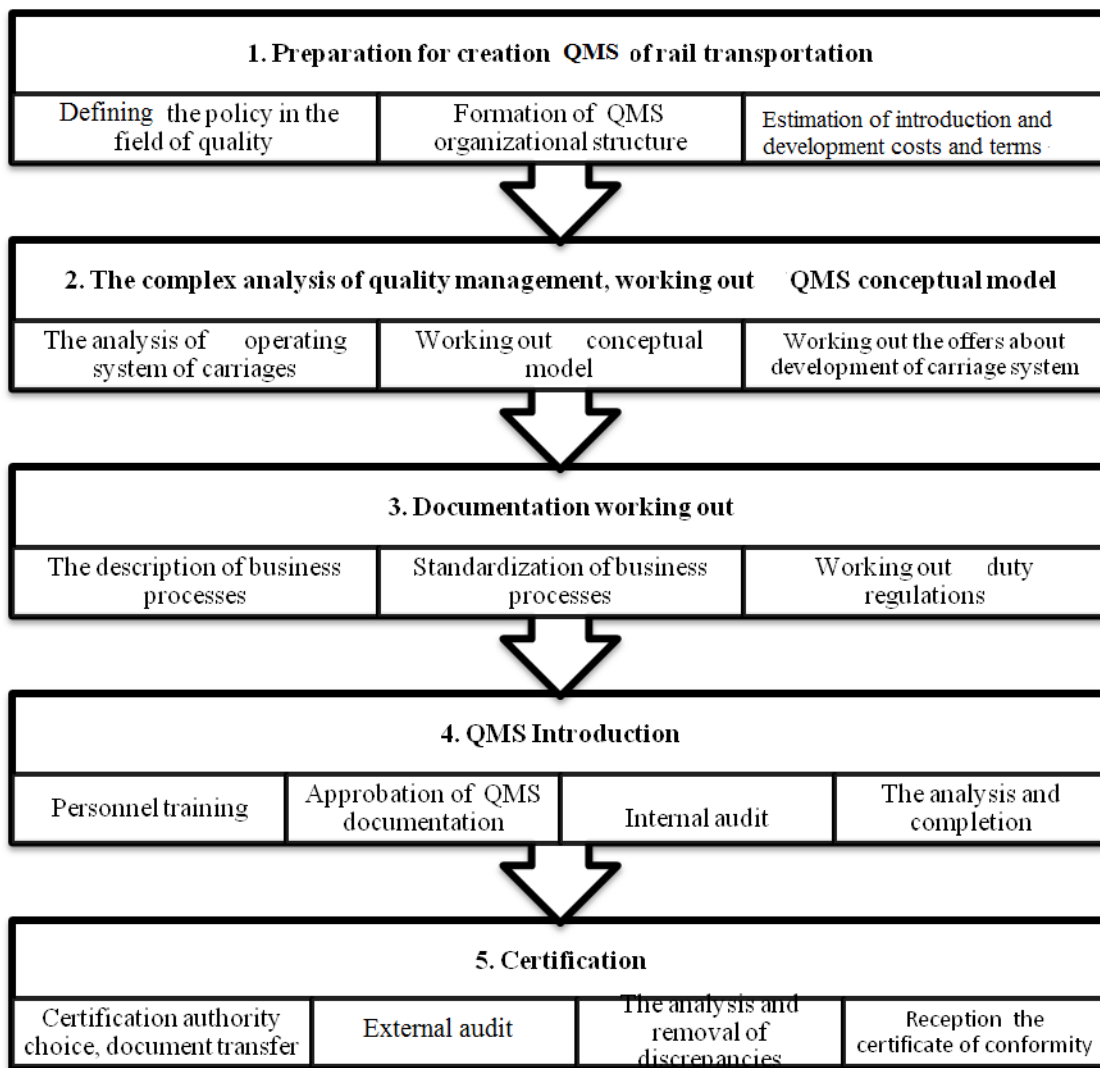 1. Preparation for creation QMS of rail transportation
Defining the policy in the
field of quality
Formation of QMS
organizational structure
Estimation of introduction and
development costs and terms
2. The complex analysis of quality management, working out QMS conceptual model
The analysis of operating
system of carriages
Working out conceptual
model
Working out the offers about
development of carriage system
3. Documentation working out
The description of business
processes
Standardization of business
processes
Working out duty
regulations
4. QMS Introduction
Personnel training
Approbation of QMS
documentation
Internal audit
The analysis and
completion
5. Certification
Certification authority
choice, document transfer
External audit
The analysis and
removal of
discrepancies
Reception the
certificate of conformity